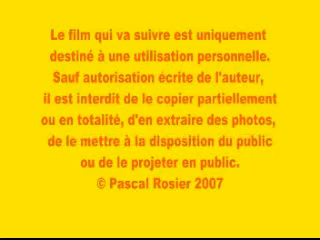 Le film qui va suivre est uniquement
destiné à une utilisation personnelle.
Sauf autorisation écrite de l'auteur,
il est interdit de le copier partiellement
ou en totalité, d'en extraire des photos,
de le mettre à la disposition du public
ou de le projeter en public.
© Pascal Rosier 2007